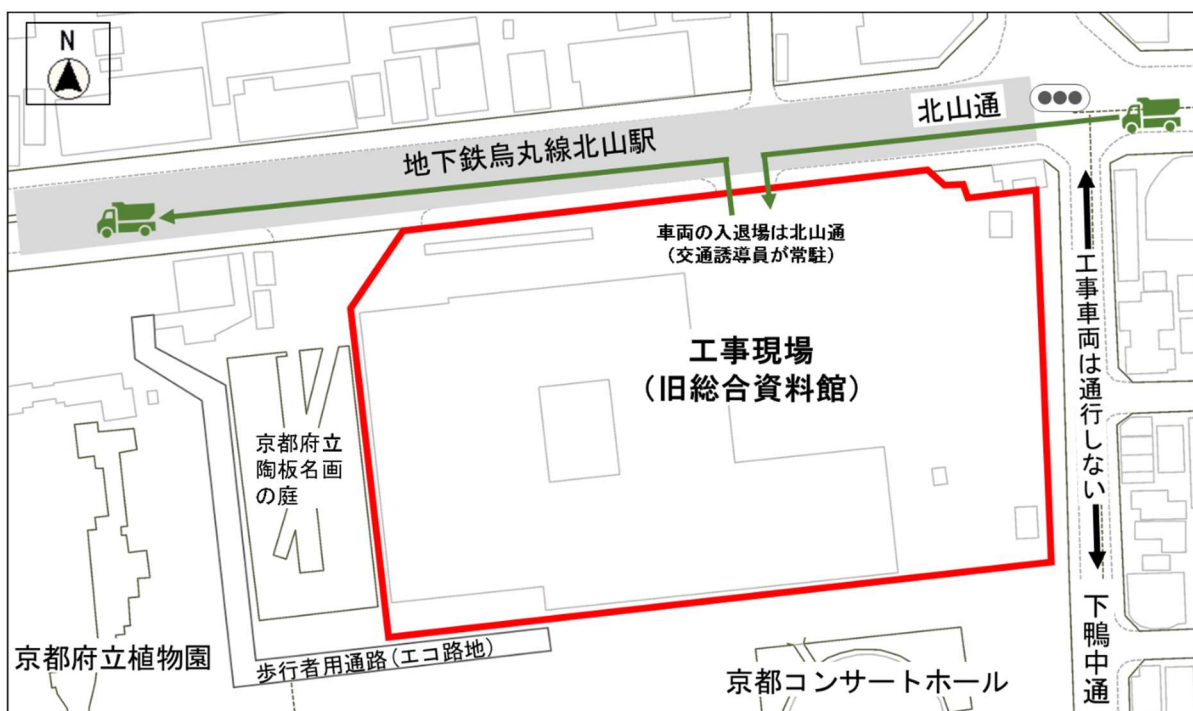 N
北山通
地下鉄烏丸線北山駅
車両の入退場は北山通
（交通誘導員が常駐）
工事現場
（旧総合資料館）
工事車両は通行しない
京都府立
陶板名画
の庭
下鴨中通
京都府立植物園
歩行者用通路（エコ路地）
京都コンサートホール